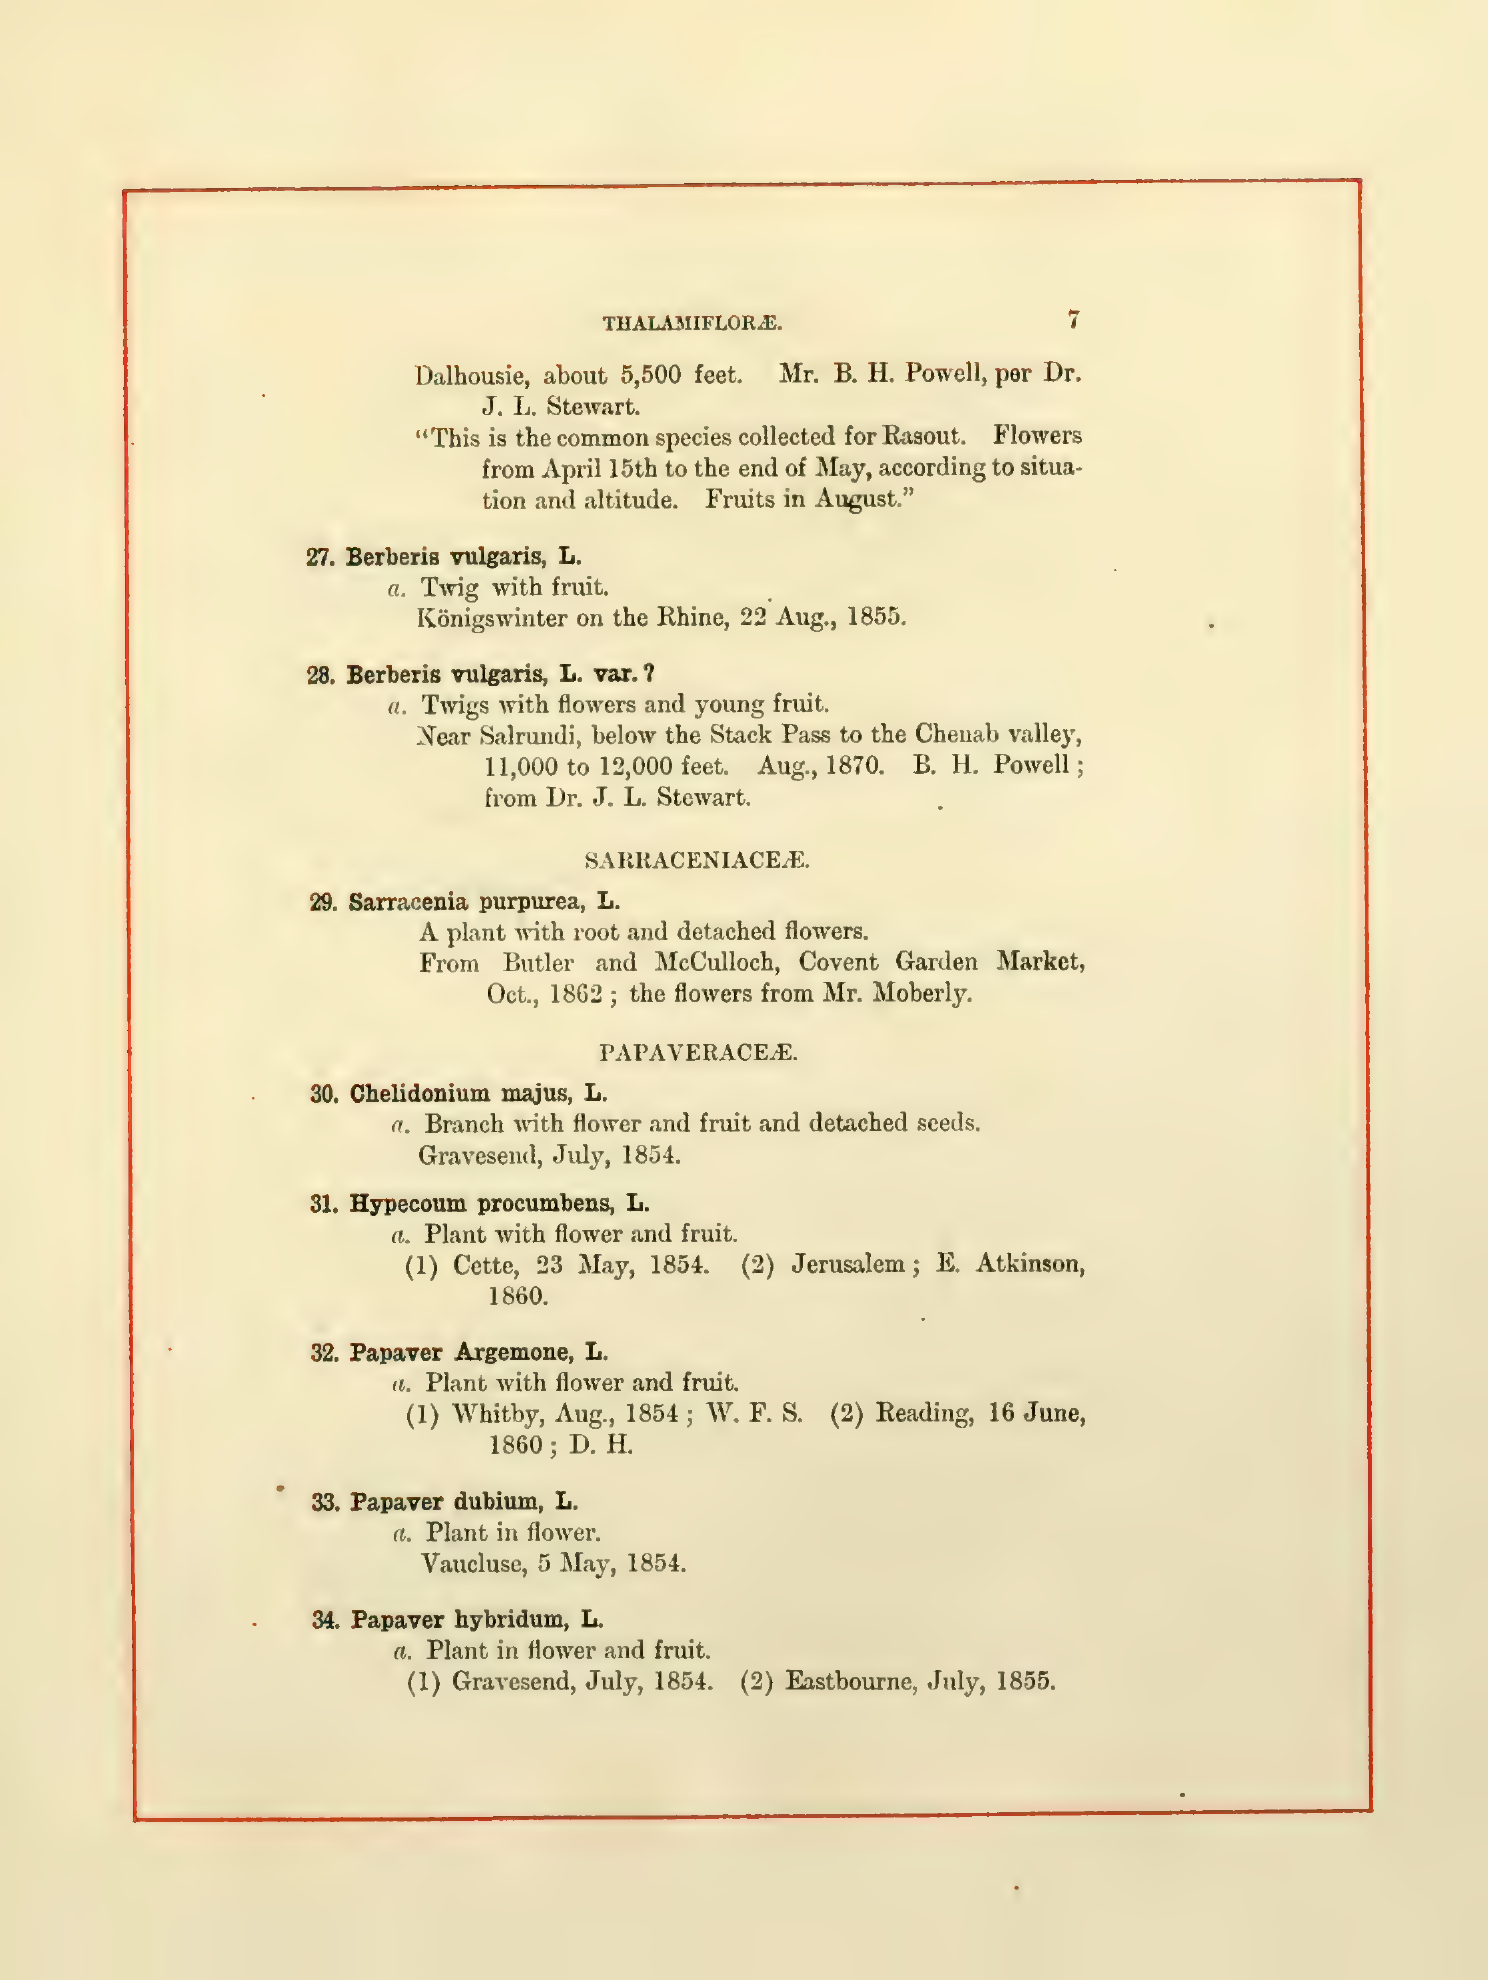 THALAMIFLORÆ. 7
Dalhousie, about 5,500 feet. Mr. B. H. Powell, per Dr.
J. L. Stewart.
“This is the common species collected for Rasout. Flowers
from April 15th to the end of May, according to situa-
tion and altitude. Fruits in August.”
27. Berberis vulgaris, L.
a. Twig with fruit.
Königswinter on the Rhine, 22 Aug., 1855.
28. Berberis vulgaris, L. var. ?
a. Twigs with flowers and young fruit.
Near Salrundi, below the Stack Pass to the Chenab valley,
11,000 to 12,000 feet. Aug., 1870. B. H. Powell ;
from Dr. J. L. Stewart.
SARRACENIACEÆ.
29. Sarracenia purpurea, L.
A plant with root and detached flowers.
From Butler and McCulloch, Covent Garden Market,
Oct., 1862 ; the flowers from Mr. Moberly.
PAPAVERACEÆ.
30. Chelidonium majus, L.
a. Branch with flower and fruit and detached seeds.
Gravesend, July, 1854.
31. Hypecoum procumbens, L.
a. Plant with flower and fruit.
(1) Cette, 23 May, 1854. (2) Jerusalem ; E. Atkinson,
1860.
32. Papaver Argemone, L.
a. Plant with flower and fruit.
(1) Whitby, Aug., 1854 ; W. F. S. (2) Reading, 16 June,
1860 ; D. H.
33. Papaver dubium, L.
a. Plant in flower.
Vaucluse, 5 May, 1854.
34. Papaver hybridum, L.
a. Plant in flower and fruit.
(1) Gravesend, July, 1854. (2) Eastbourne, July, 1855.